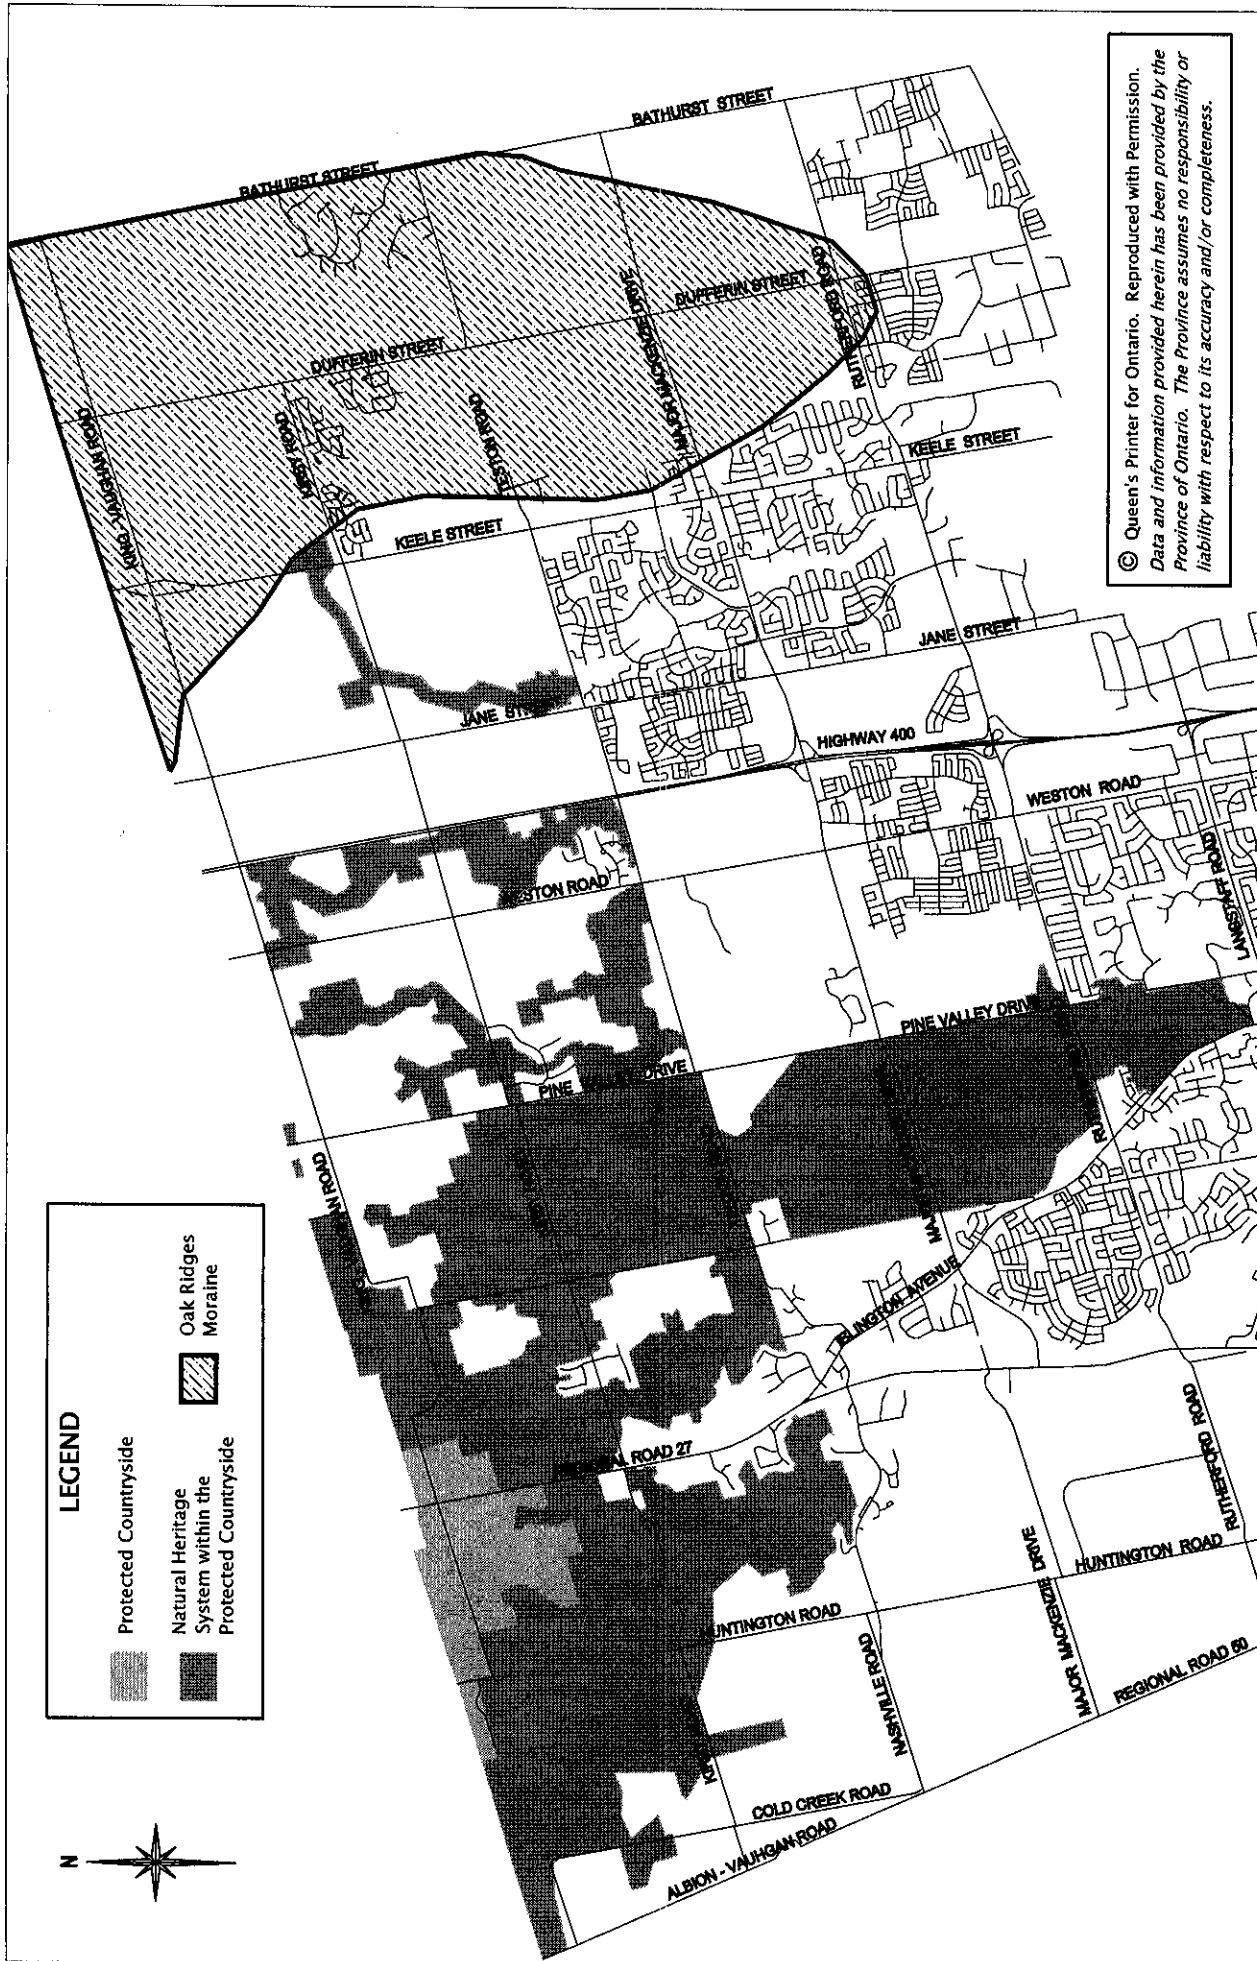 N
LEGEND
Protected Countryside
Natural Heritage
System within the
Protected Countryside
Oak Ridges
Moraine
BATHURST STREET
BATHURST STREET
DUFFERIN STREET
DUFFERIN STREET
KING - VAUGHAN ROAD
KIRBY ROAD
TESTON ROAD
MAJOR MACKENZIE DRIVE
RUTHERFORD ROAD
KEELE STREET
KEELE STREET
JANE STREET
JANE STREET
HIGHWAY 400
WESTON ROAD
WESTON ROAD
LANGSTAFF ROAD
PINE VALLEY DRIVE
PINE VALLEY DRIVE
ISLINGTON AVENUE
REGIONAL ROAD 27
HUNTINGTON ROAD
HUNTINGTON ROAD
RUTHERFORD ROAD
MAJOR MACKENZIE DRIVE
NASHVILLE ROAD
COLD CREEK ROAD
ALBION - VAUHGAN ROAD
REGIONAL ROAD 50
© Queen's Printer for Ontario. Reproduced with Permission.
Data and information provided herein has been provided by the
Province of Ontario. The Province assumes no responsibility or
liability with respect to its accuracy and/or completeness.